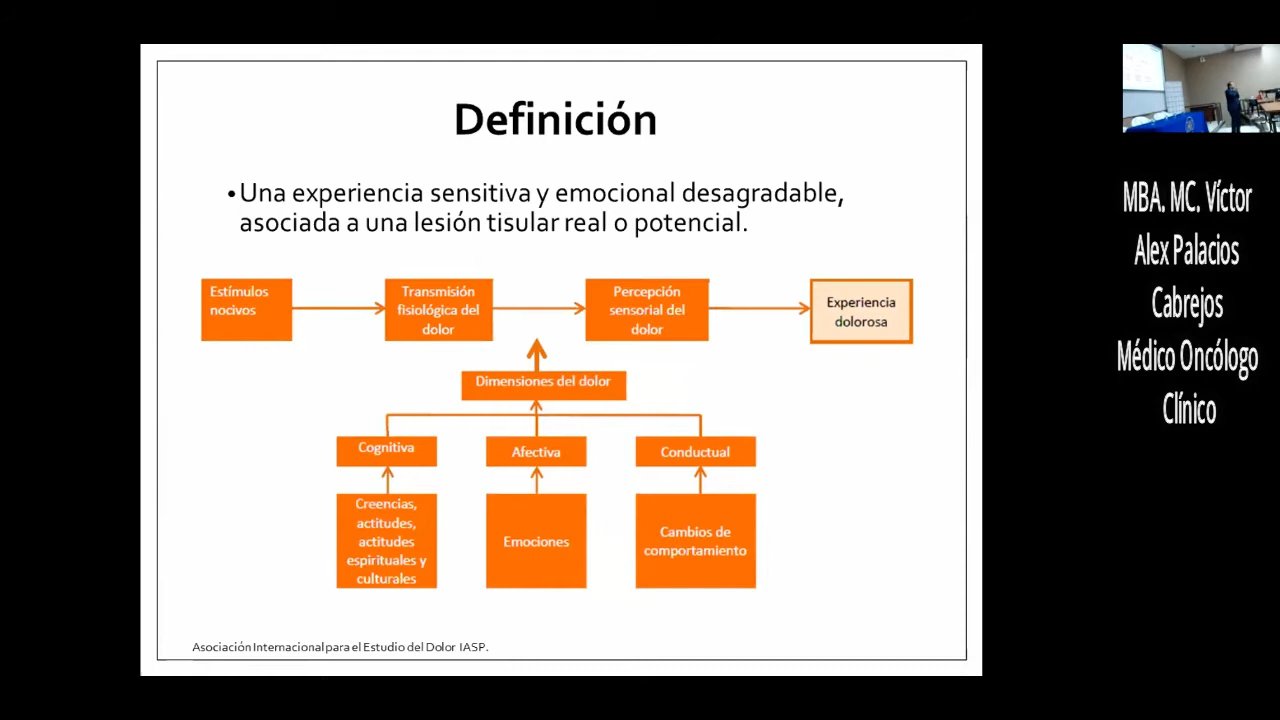 Definición
•Una experiencia sensitiva y emocional desagradable,
asociada a una lesión tisular real o potencial.
Estímulos
nocivos
Transmisión
fisiológica del
dolor
Percepción
sensorial del
dolor
Experiencia
dolorosa
Dimensiones del dolor
Cognitiva
Afectiva
Conductual
Creencias,
actitudes,
actitudes
espirituales y
culturales
Emociones
Cambios de
comportamiento
Asociación Internacional para el Estudio del Dolor IASP.
MBA. MC. Víctor
Alex Palacios
Cabrejos
Médico Oncólogo
Clínico